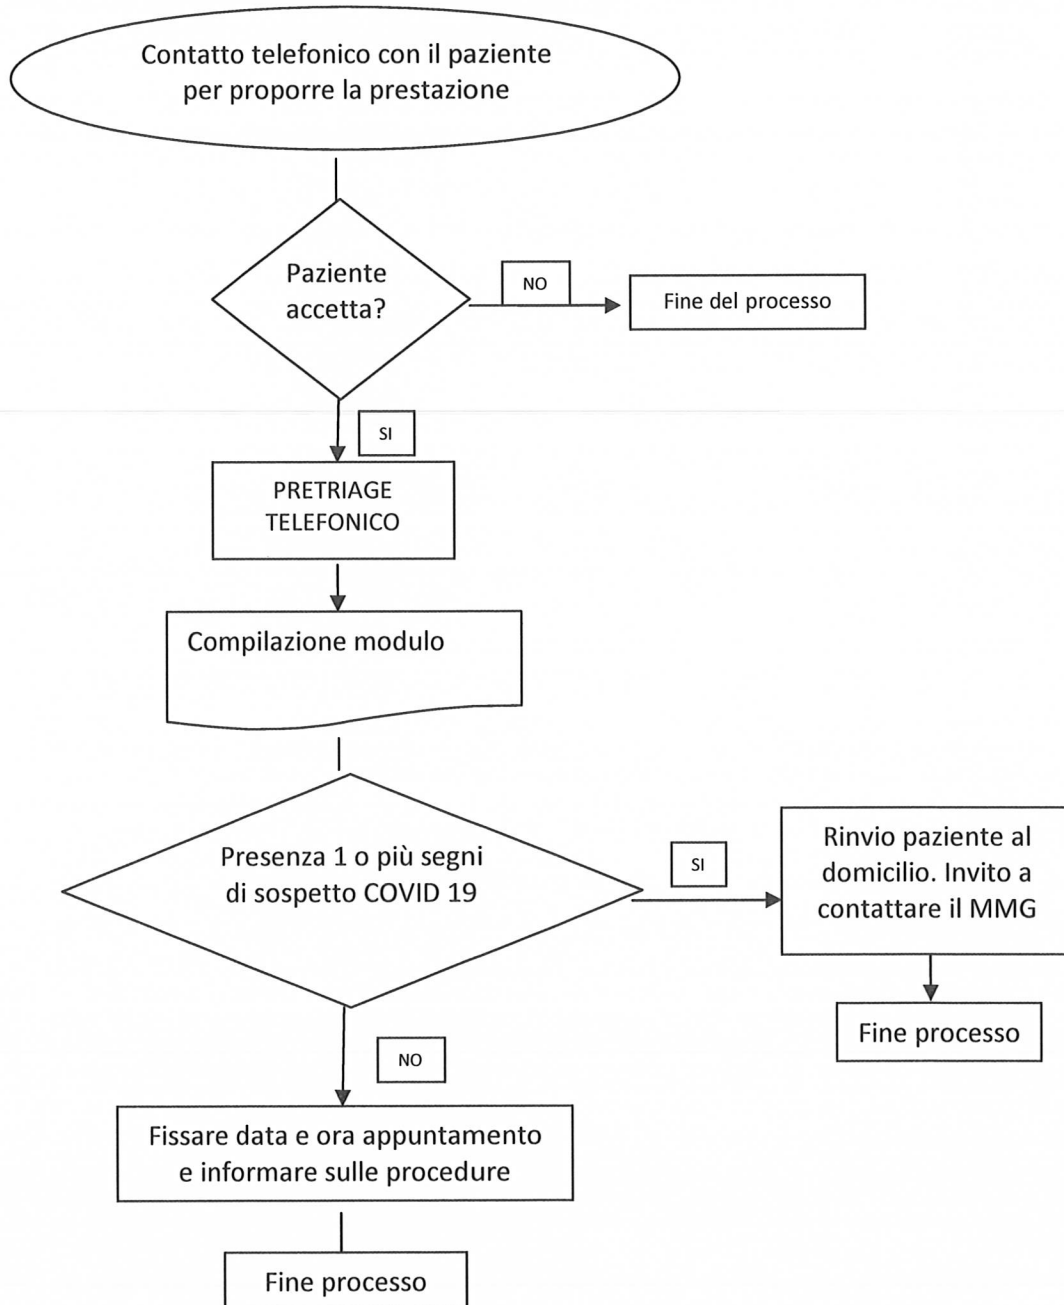 Contatto telefonico con il paziente
per proporre la prestazione
Paziente
accetta?
NO
Fine del processo
SI
PRETRIAGE
TELEFONICO
Compilazione modulo
Presenza 1 o più segni
di sospetto COVID 19
SI
Rinvio paziente al
domicilio. Invito a
contattare il MMG
Fine processo
NO
Fissare data e ora appuntamento
e informare sulle procedure
Fine processo